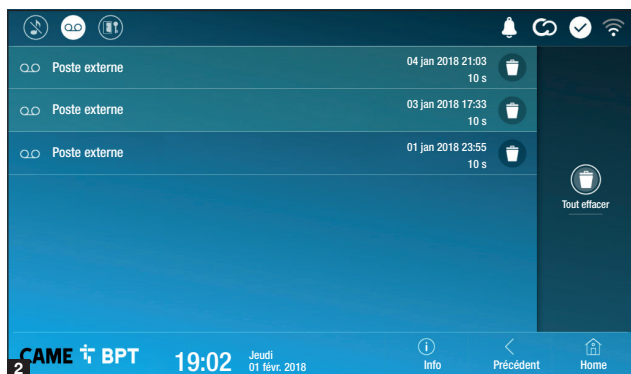 Poste externe 04 jan 2018 21:03
10 s
Poste externe 03 jan 2018 17:33
10 s
Poste externe 01 jan 2018 23:55
10 s
Tout effacer
CAME BPT 19:02 Jeudi
01 févr. 2018
Info Précédent Home
2